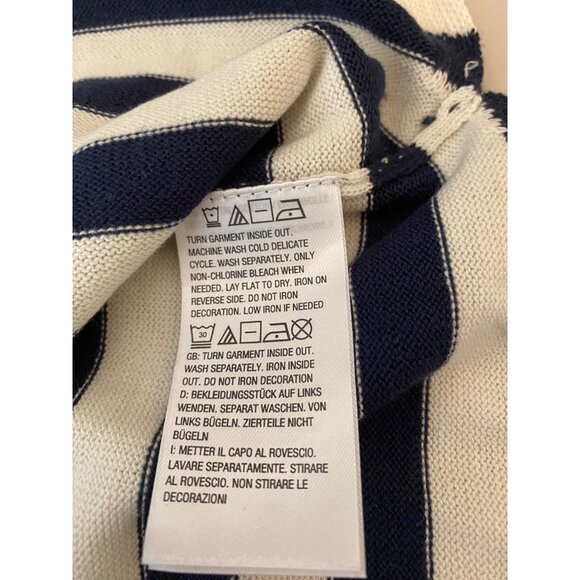 TURN GARMENT INSIDE OUT.
MACHINE WASH COLD DELICATE
CYCLE. WASH SEPARATELY. ONLY
NON-CHLORINE BLEACH WHEN
NEEDED. LAY FLAT TO DRY. IRON ON
REVERSE SIDE. DO NOT IRON
DECORATION. LOW IRON IF NEEDED
30
GB: TURN GARMENT INSIDE OUT.
WASH SEPARATELY. IRON INSIDE
OUT. DO NOT IRON DECORATION
D: BEKLEIDUNGSSTÜCK AUF LINKS
WENDEN. SEPARAT WASCHEN. VON
LINKS BÜGELN. ZIERTEILE NICHT
BÜGELN
I: METTER IL CAPO AL ROVESCIO.
LAVARE SEPARATAMENTE. STIRARE
AL ROVESCIO. NON STIRARE LE
DECORAZIONI